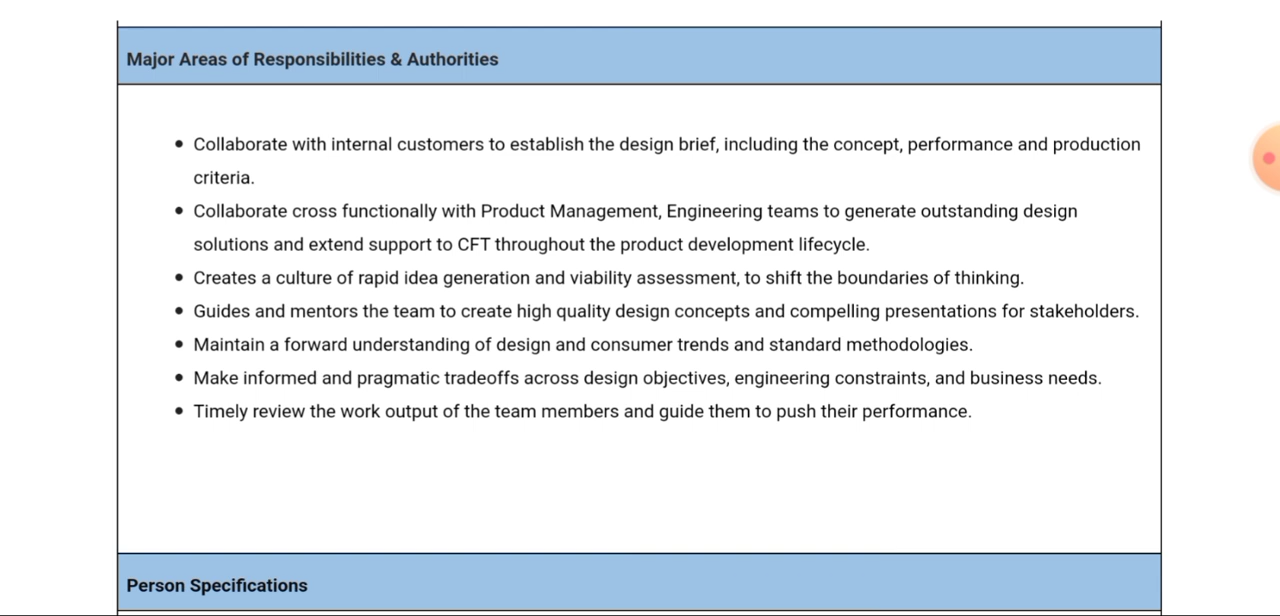 Major Areas of Responsibilities & Authorities
Collaborate with internal customers to establish the design brief, including the concept, performance and production
criteria.
Collaborate cross functionally with Product Management, Engineering teams to generate outstanding design
solutions and extend support to CFT throughout the product development lifecycle.
Creates a culture of rapid idea generation and viability assessment, to shift the boundaries of thinking.
Guides and mentors the team to create high quality design concepts and compelling presentations for stakeholders.
Maintain a forward understanding of design and consumer trends and standard methodologies.
Make informed and pragmatic tradeoffs across design objectives, engineering constraints, and business needs.
Timely review the work output of the team members and guide them to push their performance.
Person Specifications